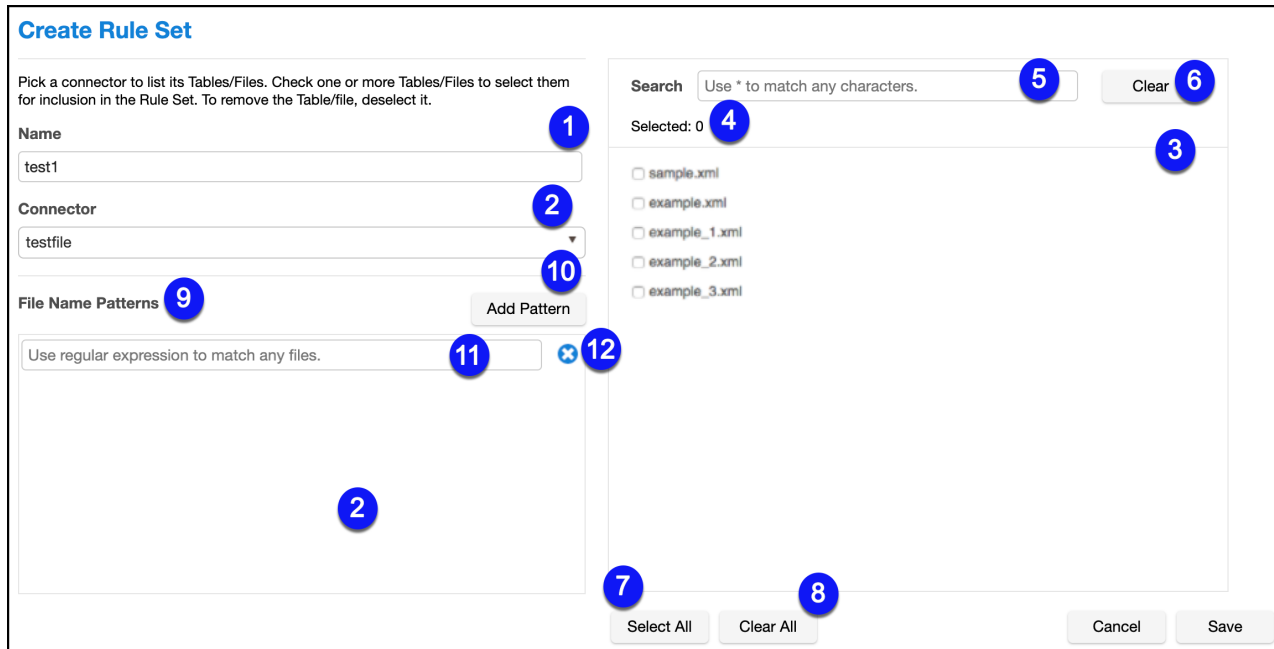 Create Rule Set
Pick a connector to list its Tables/Files. Check one or more Tables/Files to select them
for inclusion in the Rule Set. To remove the Table/file, deselect it.
Name
1
test1
Connector
2
testfile
10
File Name Patterns 9
Add Pattern
Use regular expression to match any files. 11 12
2
Search Use * to match any characters. 5 Clear 6
Selected: 0 4
3
sample.xml
example.xml
example_1.xml
example_2.xml
example_3.xml
7
8
Select All Clear All Cancel Save